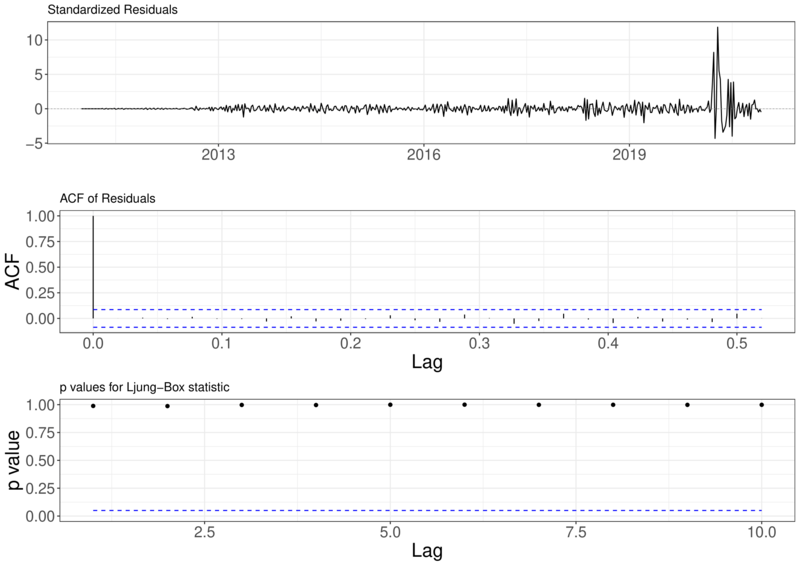 Standardized Residuals
10
5
0
−5
2013 2016 2019
ACF of Residuals
1.00
0.75
0.50
0.25
0.00
ACF
0.0 0.1 0.2 0.3 0.4 0.5
Lag
p values for Ljung−Box statistic
1.00
0.75
0.50
0.25
0.00
p value
2.5 5.0 7.5 10.0
Lag